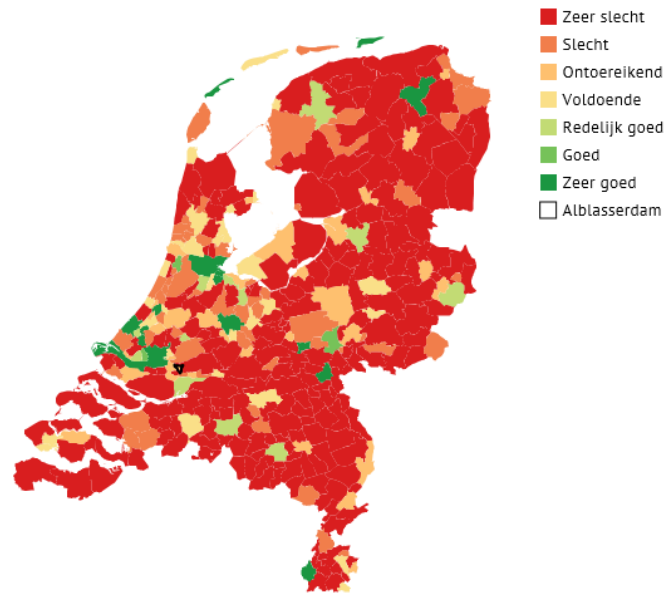 Zeer slecht
Slecht
Ontoereikend
Voldoende
Redelijk goed
Goed
Zeer goed
Alblasserdam